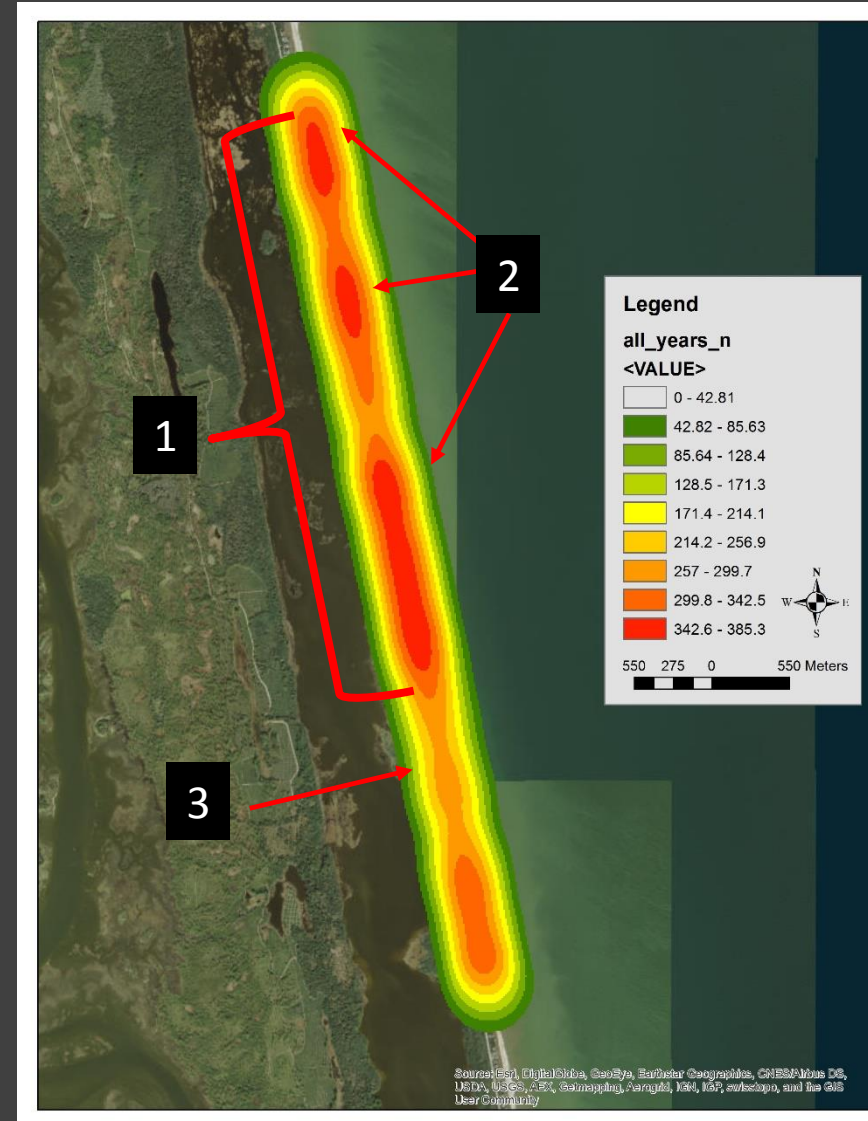 1
2
3
Legend
all_years_n
<VALUE>
0 - 42.81
42.82 - 85.63
85.64 - 128.4
128.5 - 171.3
171.4 - 214.1
214.2 - 256.9
257 - 299.7
299.8 - 342.5
342.6 - 385.3
N
W E
S
550 275 0 550 Meters
Source: Esri, DigitalGlobe, GeoEye, Earthstar Geographics, CNES/Airbus DS,
USDA, USGS, AEX, Getmapping, Aerogrid, IGN, IGP, swisstopo, and the GIS
User Community